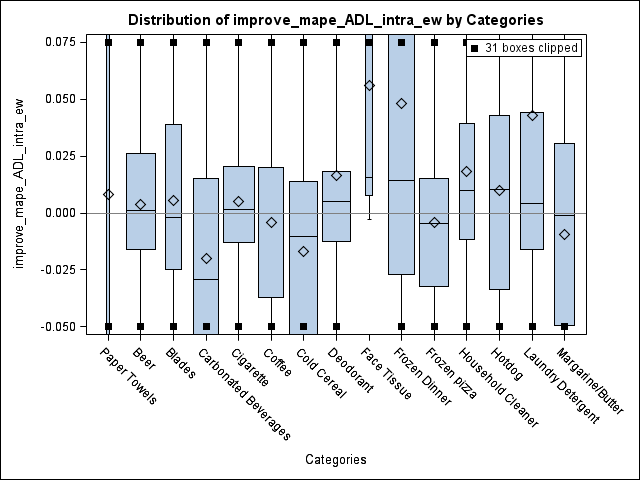 Distribution of improve_mape_ADL_intra_ew by Categories
31 boxes clipped
improve_mape_ADL_intra_ew
0.075
0.050
0.025
0.000
-0.025
-0.050
Paper Towels
Beer
Blades
Carbonated Beverages
Cigarette
Coffee
Cold Cereal
Deodorant
Face Tissue
Frozen Dinner
Frozen pizza
Household Cleaner
Hotdog
Laundry Detergent
Margarine/Butter
Categories